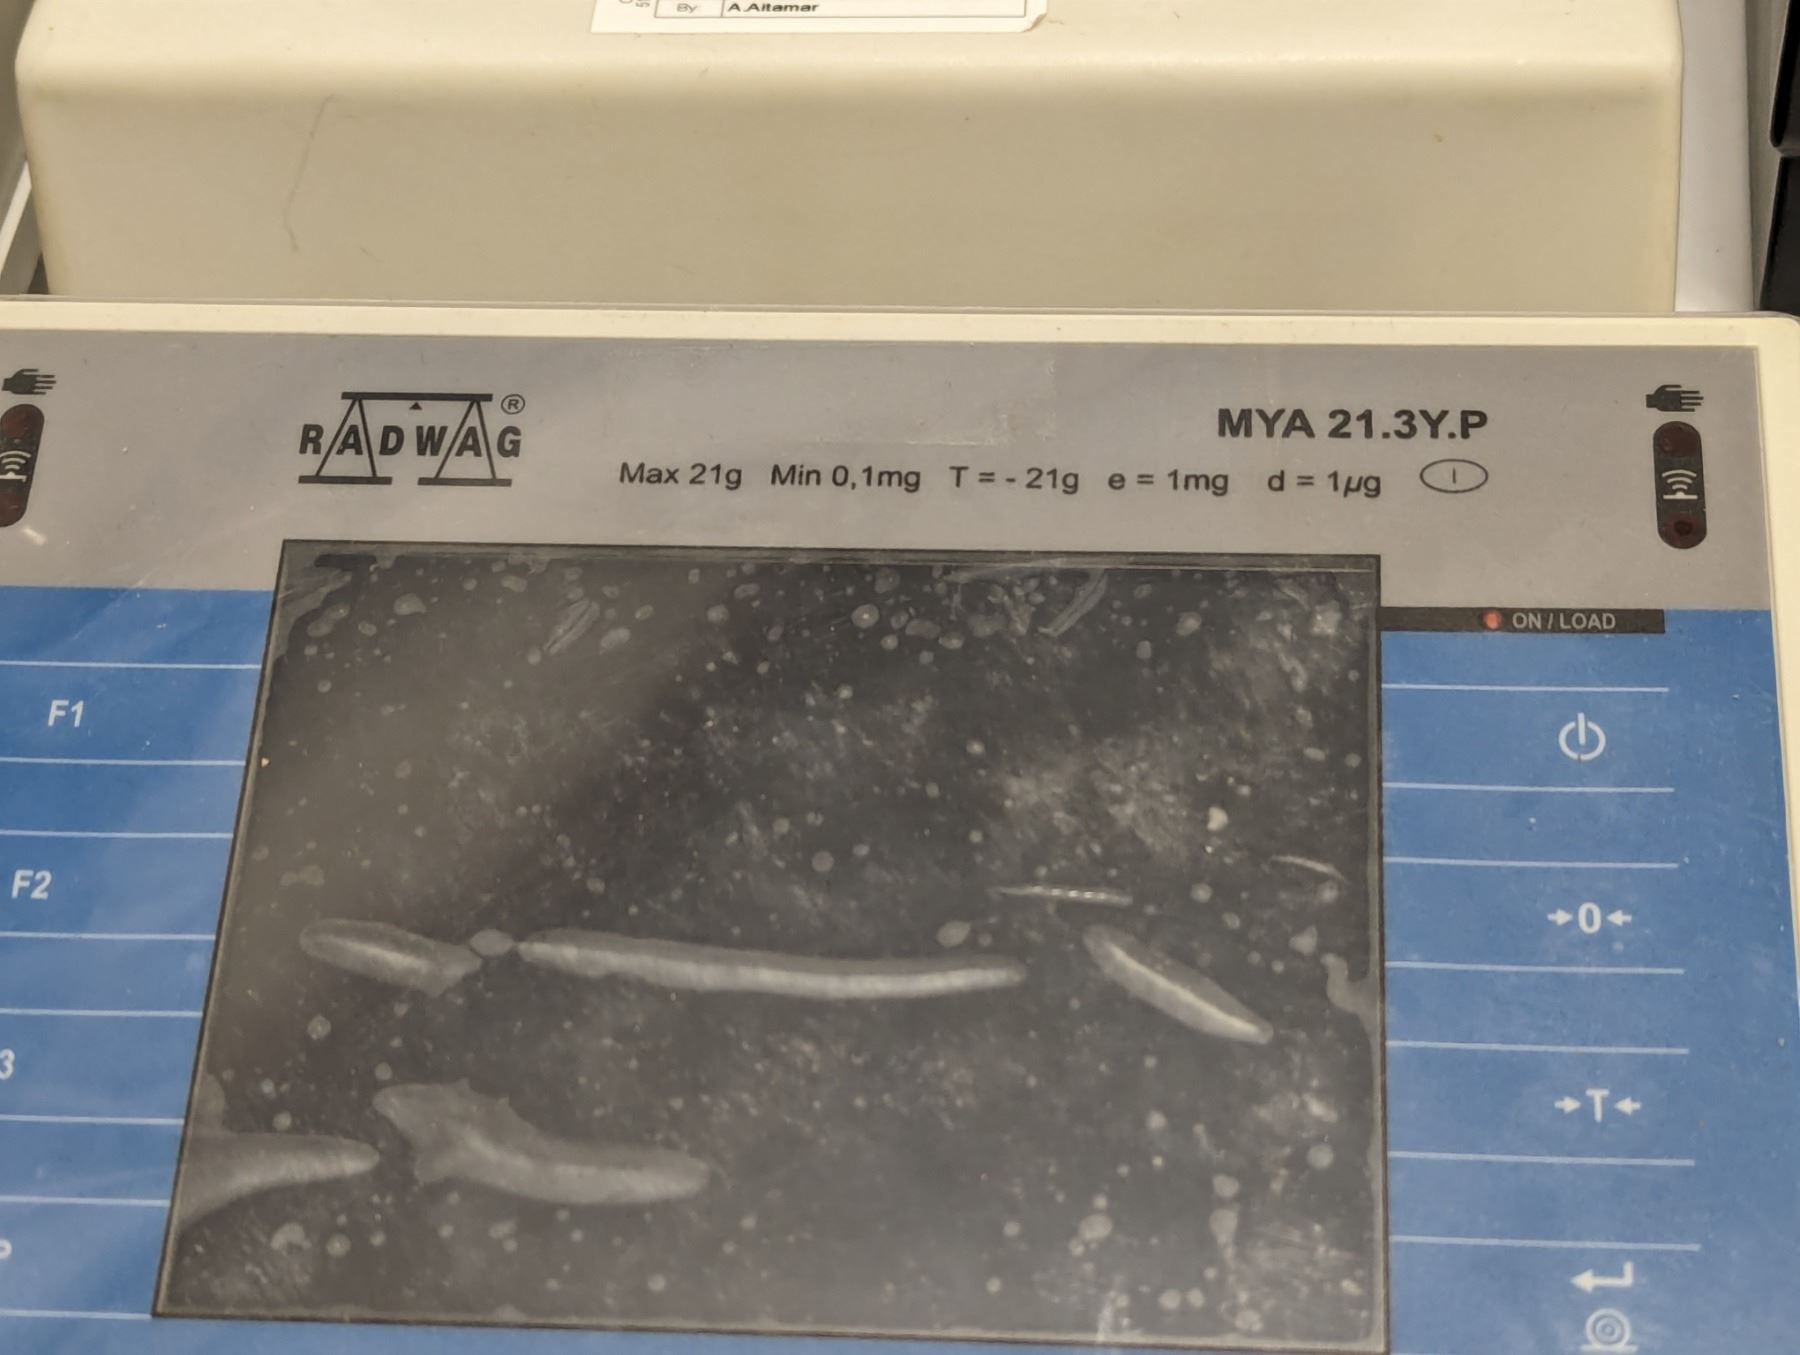 By: A.Altamar
RADWAG®
MYA 21.3Y.P
Max 21g Min 0,1mg T = - 21g e = 1mg d = 1µg I
ON / LOAD
F1
F2
→0←
3
→T←